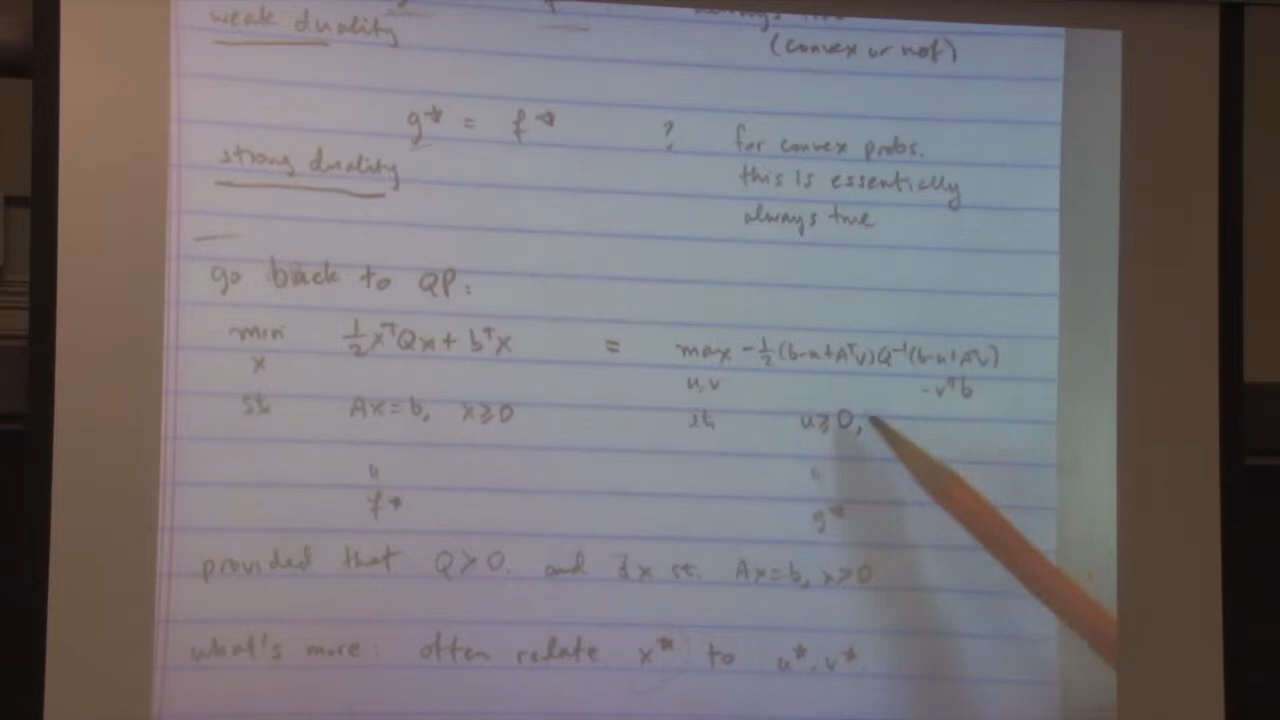 weak duality
(convex or not)
g* = f* ? for convex probs.
strong duality
this is essentially
always true
go back to QP:
min ½xᵀQx + bᵀx = max -½(b-u+Aᵀv)Q⁻¹(b-u+Aᵀv)
x u,v -vᵀb
st Ax=b, x≥0 st u≥0,
" "
f* g*
provided that Q>0. and ∃x st. Ax=b, x>0
what's more: often relate x* to u*, v*